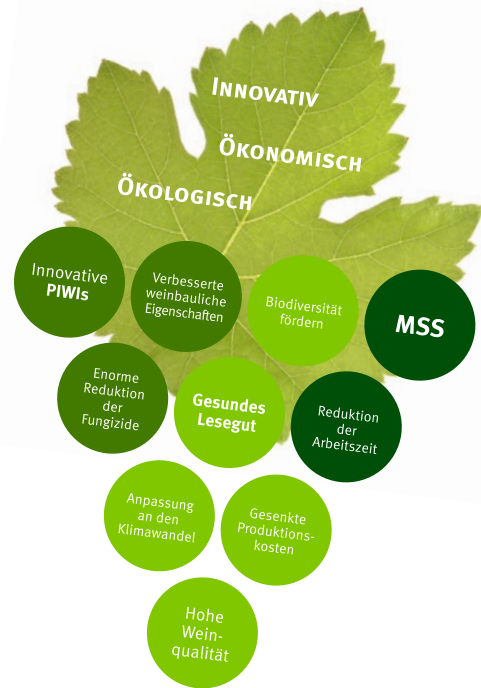 INNOVATIV
ÖKONOMISCH
ÖKOLOGISCH
Innovative
PIWIs
Verbesserte
weinbauliche
Eigenschaften
Biodiversität
fördern
MSS
Enorme
Reduktion
der
Fungizide
Gesundes
Lesegut
Reduktion
der
Arbeitszeit
Anpassung
an den
Klimawandel
Gesenkte
Produktions-
kosten
Hohe
Wein-
qualität